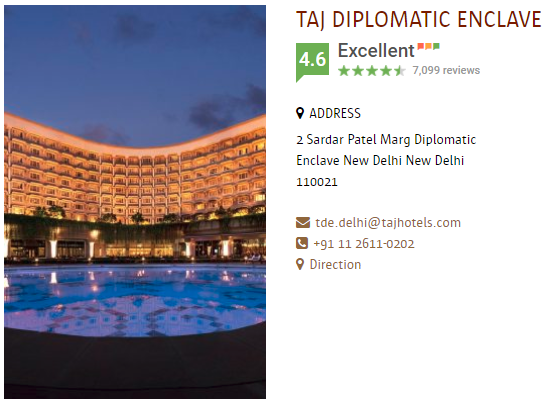 TAJ DIPLOMATIC ENCLAVE
4.6
Excellent
7,099 reviews
ADDRESS
2 Sardar Patel Marg Diplomatic
Enclave New Delhi New Delhi
110021
tde.delhi@tajhotels.com
+91 11 2611-0202
Direction